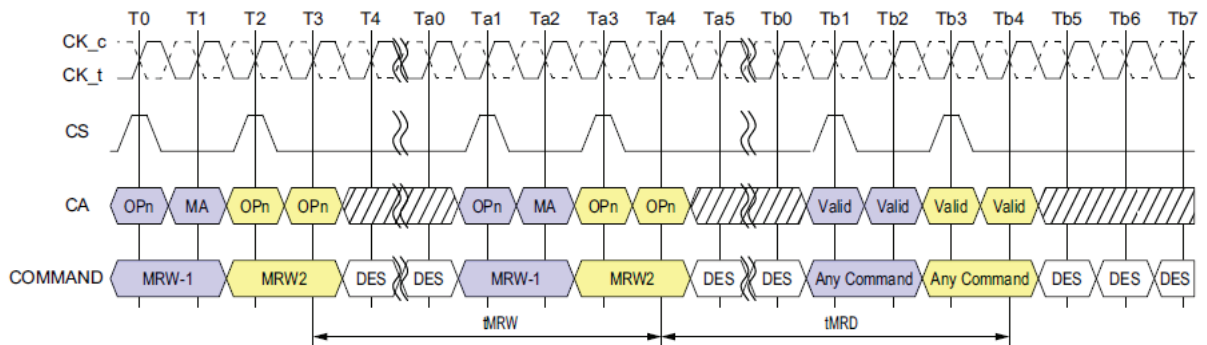 T0 T1 T2 T3 T4 Ta0 Ta1 Ta2 Ta3 Ta4 Ta5 Tb0 Tb1 Tb2 Tb3 Tb4 Tb5 Tb6 Tb7
CK_c
CK_t
CS
CA OPn MA OPn OPn OPn MA OPn OPn Valid Valid Valid Valid
COMMAND MRW-1 MRW2 DES DES MRW-1 MRW2 DES DES Any Command Any Command DES DES DES
tMRW tMRD